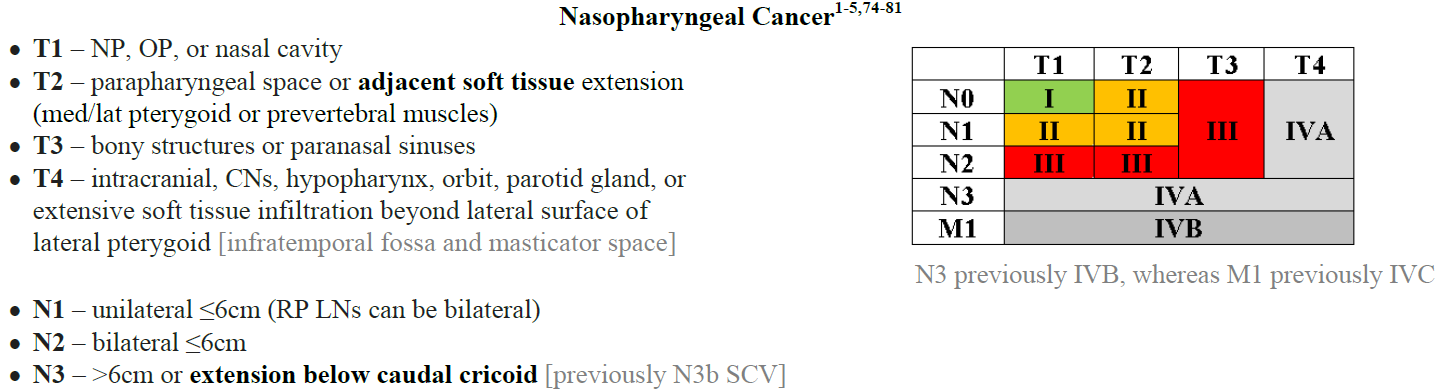 Nasopharyngeal Cancer1-5,74-81
• T1 – NP, OP, or nasal cavity
• T2 – parapharyngeal space or adjacent soft tissue extension
(med/lat pterygoid or prevertebral muscles)
• T3 – bony structures or paranasal sinuses
• T4 – intracranial, CNs, hypopharynx, orbit, parotid gland, or
extensive soft tissue infiltration beyond lateral surface of
lateral pterygoid [infratemporal fossa and masticator space]
• N1 – unilateral ≤6cm (RP LNs can be bilateral)
• N2 – bilateral ≤6cm
• N3 – >6cm or extension below caudal cricoid [previously N3b SCV]
T1 T2 T3 T4
N0 I II
N1 II II III IVA
N2 III III
N3 IVA
M1 IVB
N3 previously IVB, whereas M1 previously IVC